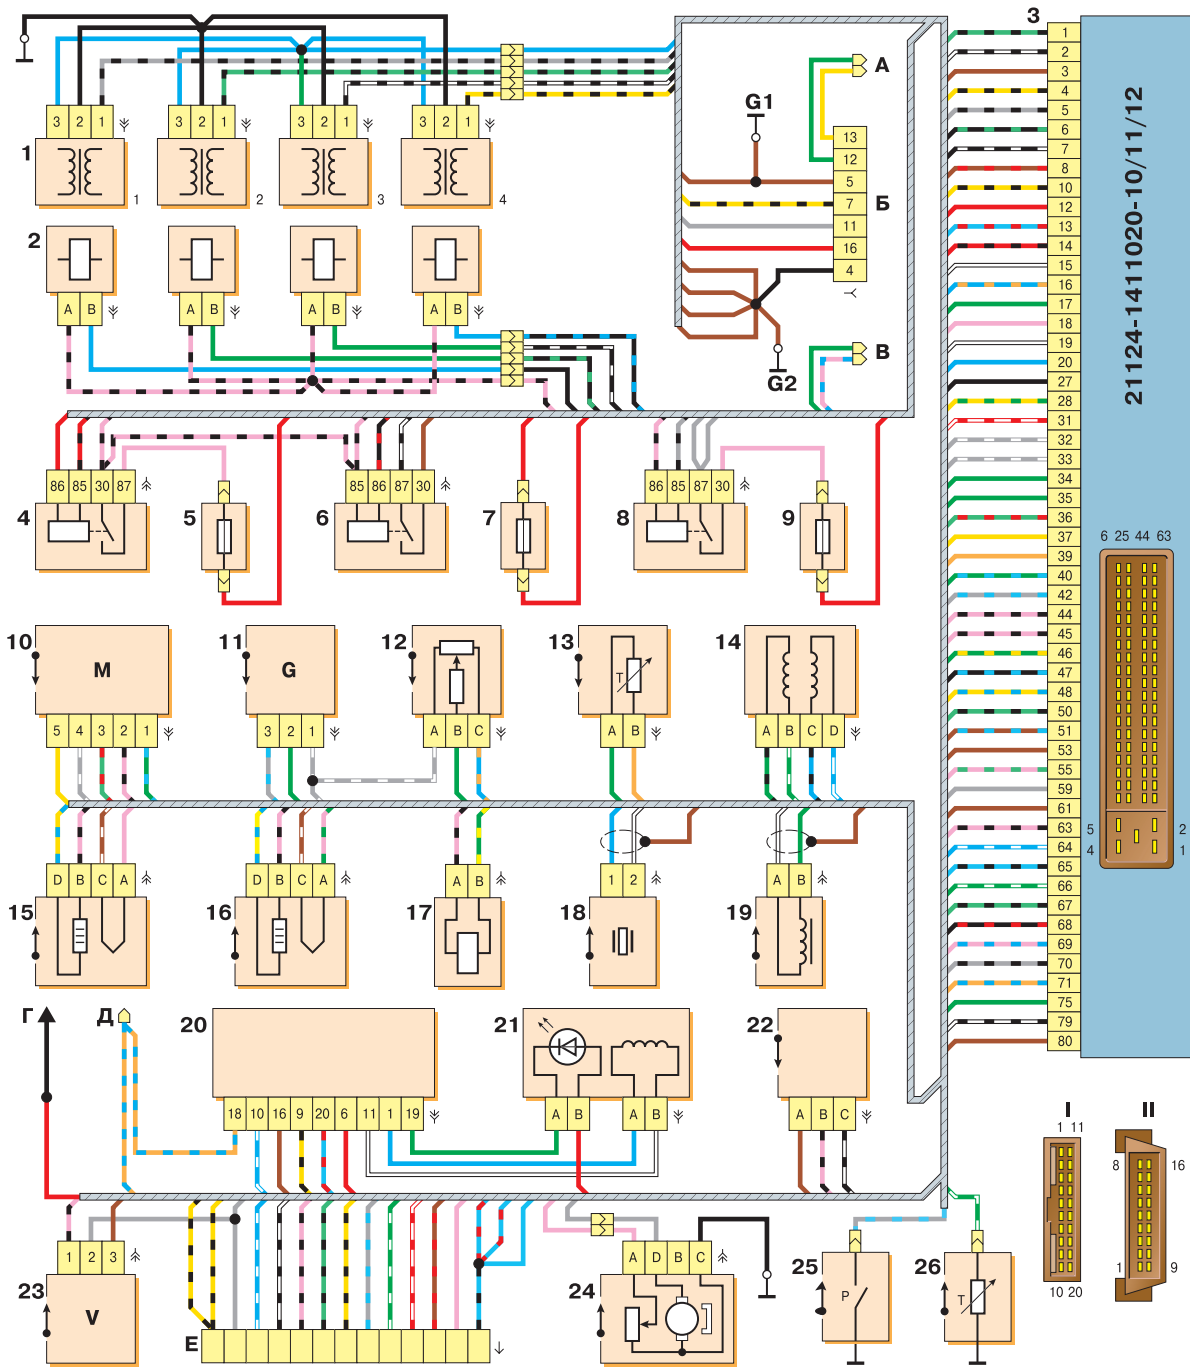 3
21124-1411020-10/11/12
1
2
3
4
5
6
7
8
10
12
13
14
15
16
17
18
19
20
27
28
31
32
33
34
35
36
37
39
40
42
44
45
46
47
48
50
51
53
55
59
61
63
64
65
66
67
68
69
70
71
75
79
80
6 25 44 63
5 2
4 1
3 2 1 3 2 1 3 2 1 3 2 1
1
1 2 3 4
A
G1
13
12
5
7
11
16
4
Б
G2
В
2
A B A B A B A B
86 85 30 87
85 86 87 30
86 85 87 30
4 5 6 7 8 9
10 M
11 G
12
13 T
14
5 4 3 2 1
3 2 1
A B C
A B
A B C D
D B C A
D B C A
A B
1 2
A B
15 16 17 18 19
Г Д 20 21 22
18 10 16 9 20 6 11 1 19
A B A B
A B C
I II
1 11
8 16
1 9
10 20
1 2 3
23 V
E
A D B C
24
25 P
26 T